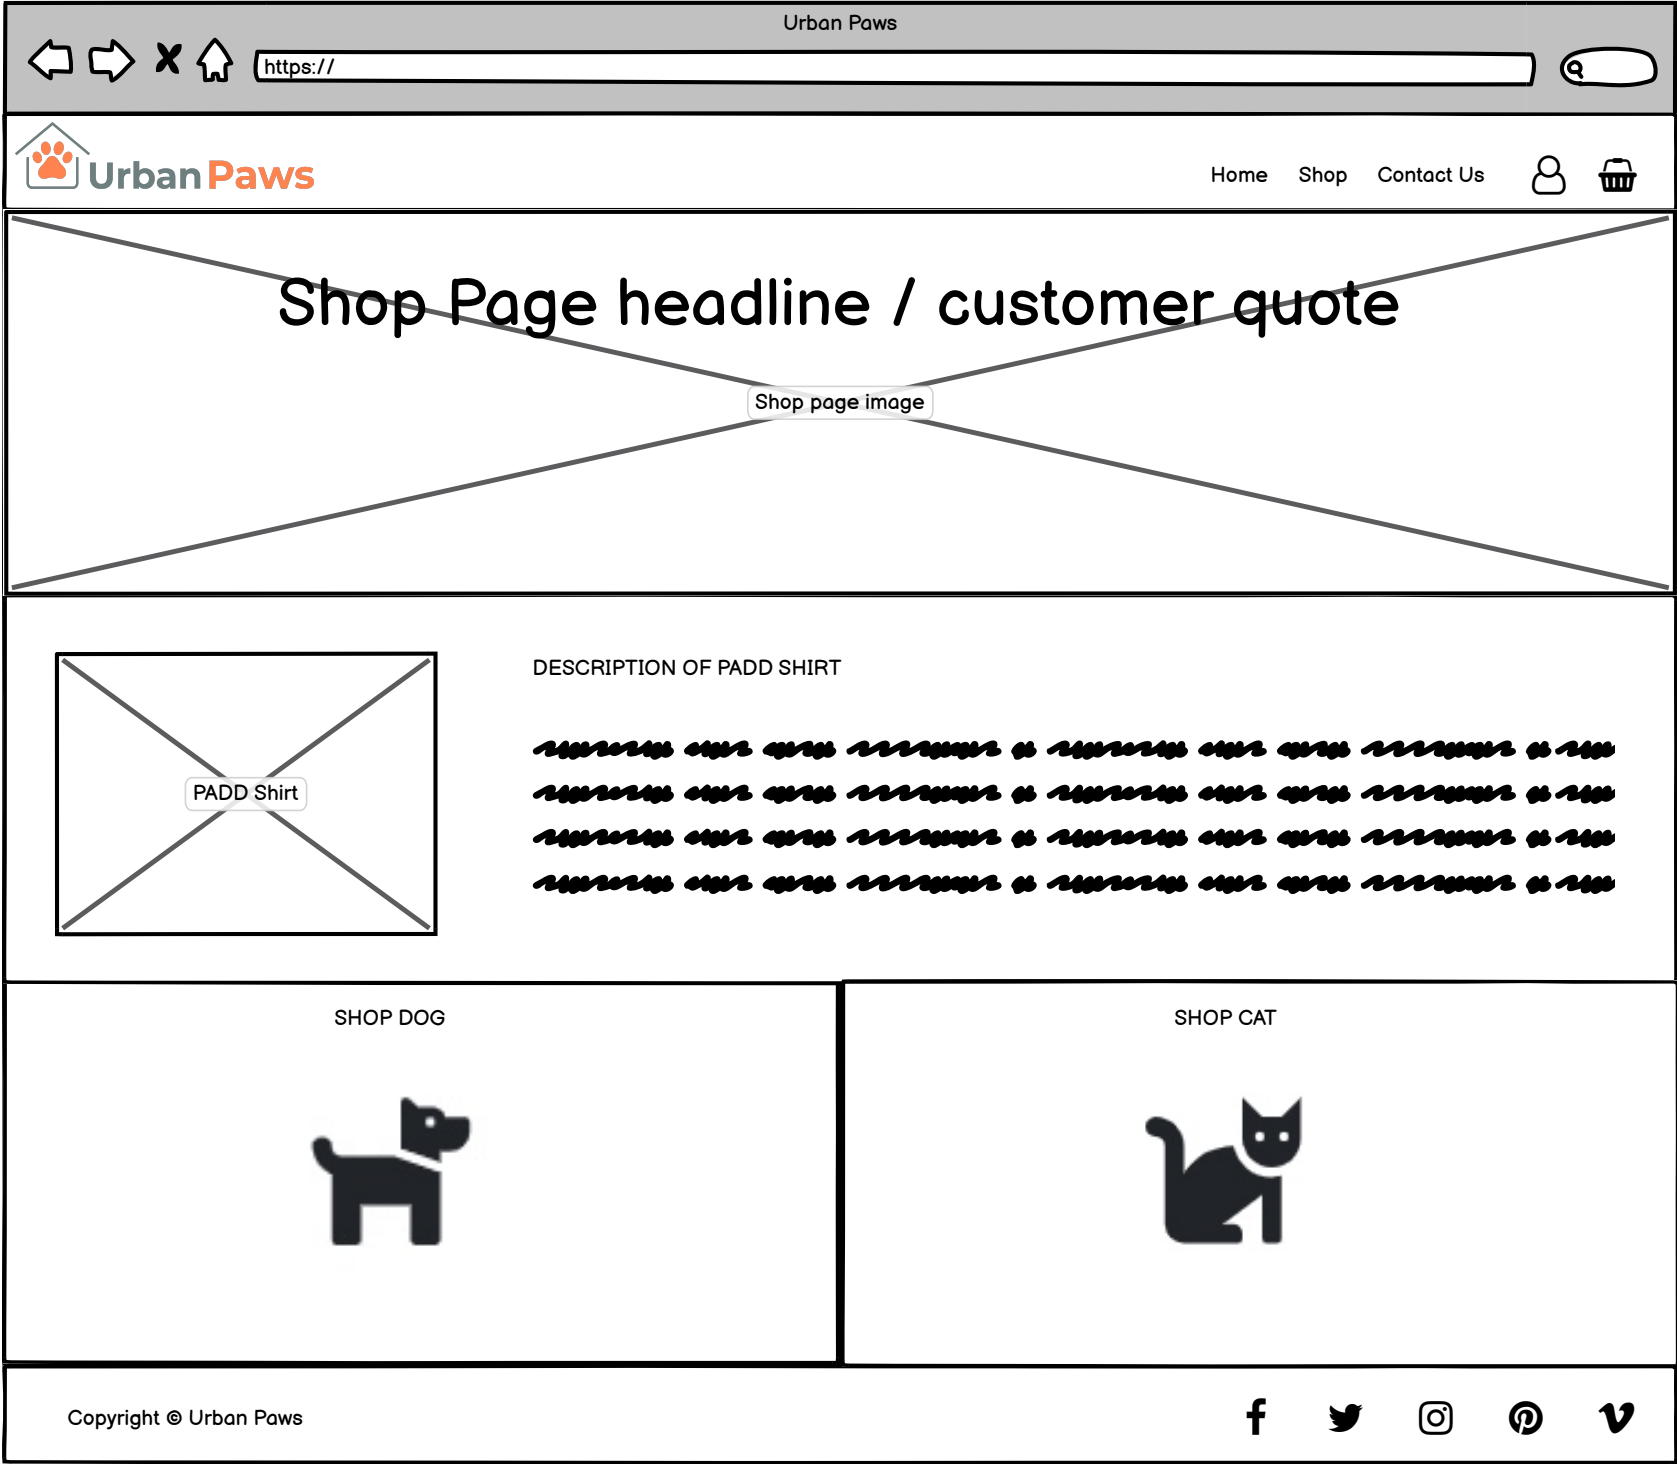 Urban Paws
https://
Urban Paws
Home Shop Contact Us
Shop Page headline / customer quote
Shop page image
DESCRIPTION OF PADD SHIRT
PADD Shirt
SHOP DOG
SHOP CAT
Copyright © Urban Paws